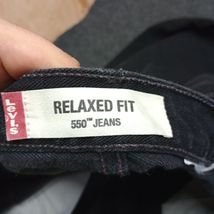 LEVI'S
RELAXED FIT
550™ JEANS